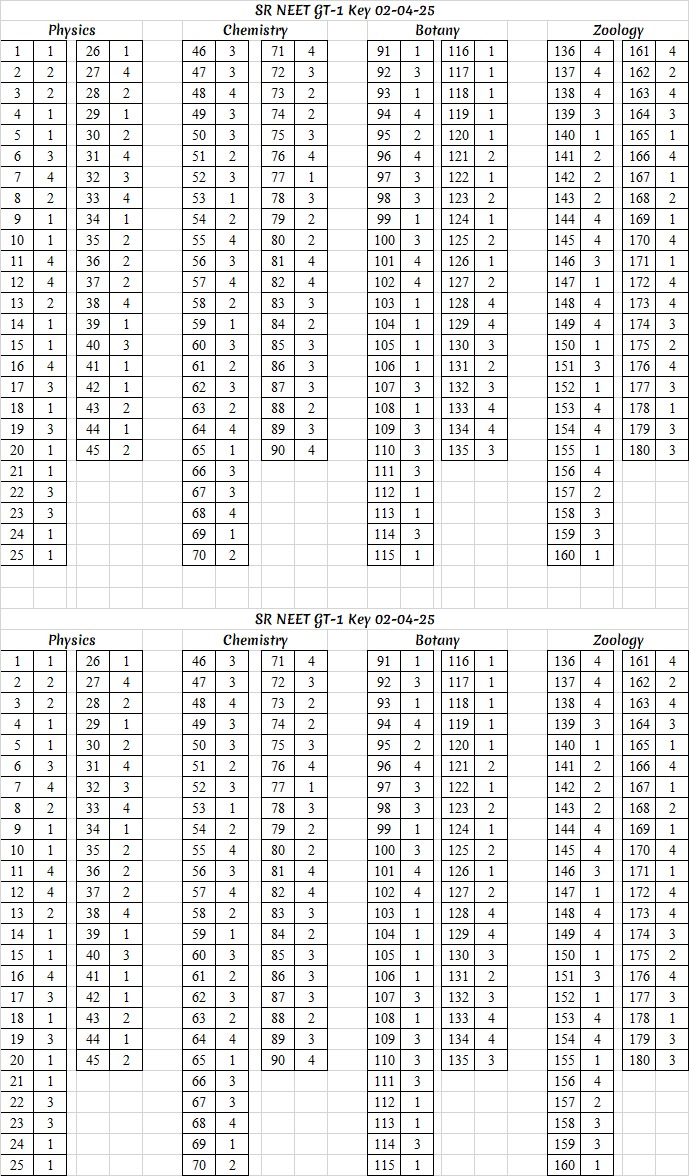 SR NEET GT-1 Key 02-04-25
Physics Chemistry Botany Zoology
1 1 26 1 46 3 71 4 91 1 116 1 136 4 161 4
2 2 27 4 47 3 72 3 92 3 117 1 137 4 162 2
3 2 28 2 48 4 73 2 93 1 118 1 138 4 163 4
4 1 29 1 49 3 74 2 94 4 119 1 139 3 164 3
5 1 30 2 50 3 75 3 95 2 120 1 140 1 165 1
6 3 31 4 51 2 76 4 96 4 121 2 141 2 166 4
7 4 32 3 52 3 77 1 97 3 122 1 142 2 167 1
8 2 33 4 53 1 78 3 98 3 123 2 143 2 168 2
9 1 34 1 54 2 79 2 99 1 124 1 144 4 169 1
10 1 35 2 55 4 80 2 100 3 125 2 145 4 170 4
11 4 36 2 56 3 81 4 101 4 126 1 146 3 171 1
12 4 37 2 57 4 82 4 102 4 127 2 147 1 172 4
13 2 38 4 58 2 83 3 103 1 128 4 148 4 173 4
14 1 39 1 59 1 84 2 104 1 129 4 149 4 174 3
15 1 40 3 60 3 85 3 105 1 130 3 150 1 175 2
16 4 41 1 61 2 86 3 106 1 131 2 151 3 176 4
17 3 42 1 62 3 87 3 107 3 132 3 152 1 177 3
18 1 43 2 63 2 88 2 108 1 133 4 153 4 178 1
19 3 44 1 64 4 89 3 109 3 134 4 154 4 179 3
20 1 45 2 65 1 90 4 110 3 135 3 155 1 180 3
21 1 66 3 111 3 156 4
22 3 67 3 112 1 157 2
23 3 68 4 113 1 158 3
24 1 69 1 114 3 159 3
25 1 70 2 115 1 160 1
SR NEET GT-1 Key 02-04-25
Physics Chemistry Botany Zoology
1 1 26 1 46 3 71 4 91 1 116 1 136 4 161 4
2 2 27 4 47 3 72 3 92 3 117 1 137 4 162 2
3 2 28 2 48 4 73 2 93 1 118 1 138 4 163 4
4 1 29 1 49 3 74 2 94 4 119 1 139 3 164 3
5 1 30 2 50 3 75 3 95 2 120 1 140 1 165 1
6 3 31 4 51 2 76 4 96 4 121 2 141 2 166 4
7 4 32 3 52 3 77 1 97 3 122 1 142 2 167 1
8 2 33 4 53 1 78 3 98 3 123 2 143 2 168 2
9 1 34 1 54 2 79 2 99 1 124 1 144 4 169 1
10 1 35 2 55 4 80 2 100 3 125 2 145 4 170 4
11 4 36 2 56 3 81 4 101 4 126 1 146 3 171 1
12 4 37 2 57 4 82 4 102 4 127 2 147 1 172 4
13 2 38 4 58 2 83 3 103 1 128 4 148 4 173 4
14 1 39 1 59 1 84 2 104 1 129 4 149 4 174 3
15 1 40 3 60 3 85 3 105 1 130 3 150 1 175 2
16 4 41 1 61 2 86 3 106 1 131 2 151 3 176 4
17 3 42 1 62 3 87 3 107 3 132 3 152 1 177 3
18 1 43 2 63 2 88 2 108 1 133 4 153 4 178 1
19 3 44 1 64 4 89 3 109 3 134 4 154 4 179 3
20 1 45 2 65 1 90 4 110 3 135 3 155 1 180 3
21 1 66 3 111 3 156 4
22 3 67 3 112 1 157 2
23 3 68 4 113 1 158 3
24 1 69 1 114 3 159 3
25 1 70 2 115 1 160 1